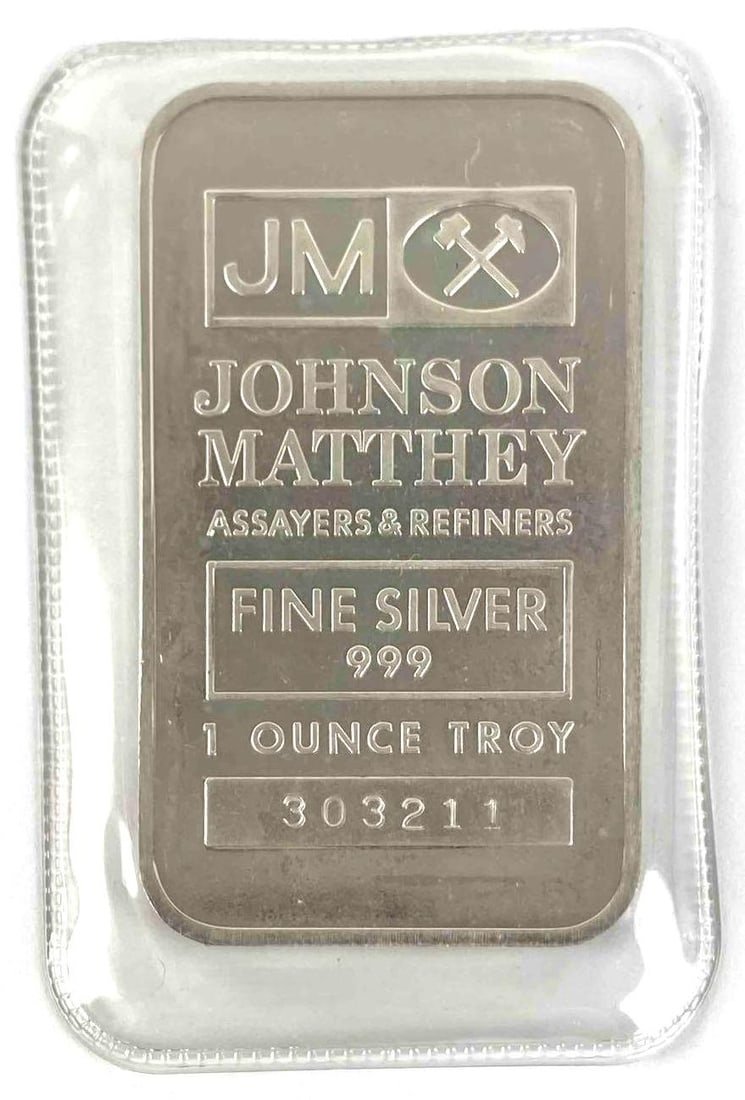 JM
JOHNSON
MATTHEY
ASSAYERS & REFINERS
FINE SILVER
999
1 OUNCE TROY
303211